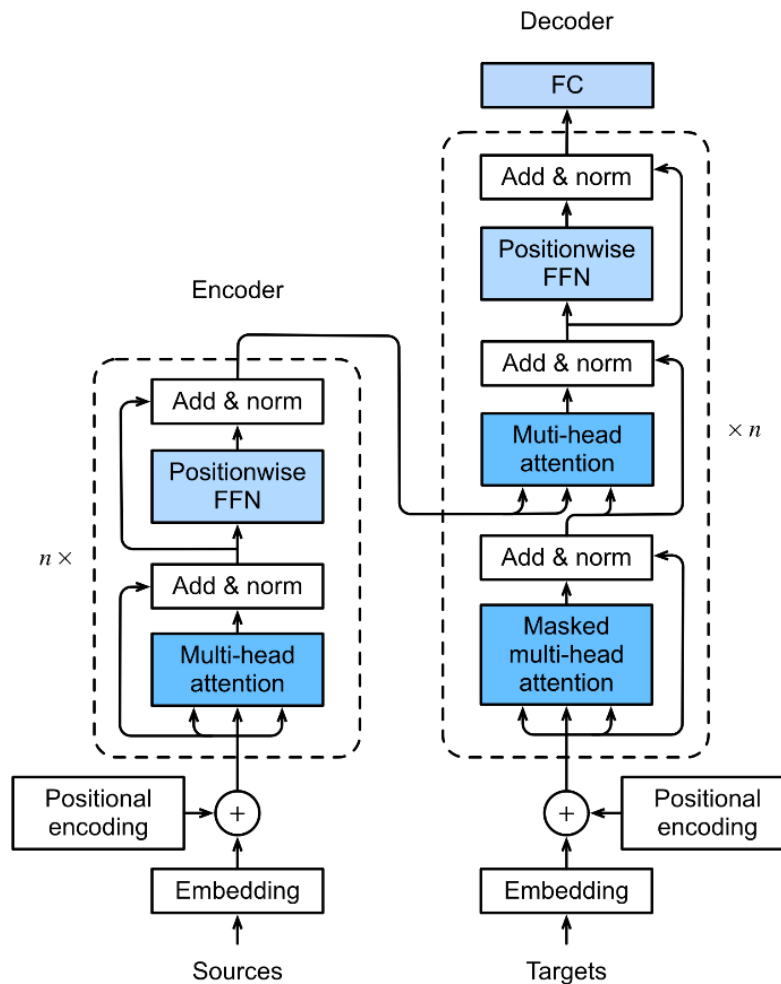 Decoder
FC
Add & norm
Positionwise
FFN
Add & norm
Muti-head
attention
× n
Add & norm
Masked
multi-head
attention
Positional
encoding
+
Embedding
Targets
Encoder
Add & norm
Positionwise
FFN
n ×
Add & norm
Multi-head
attention
Positional
encoding
+
Embedding
Sources